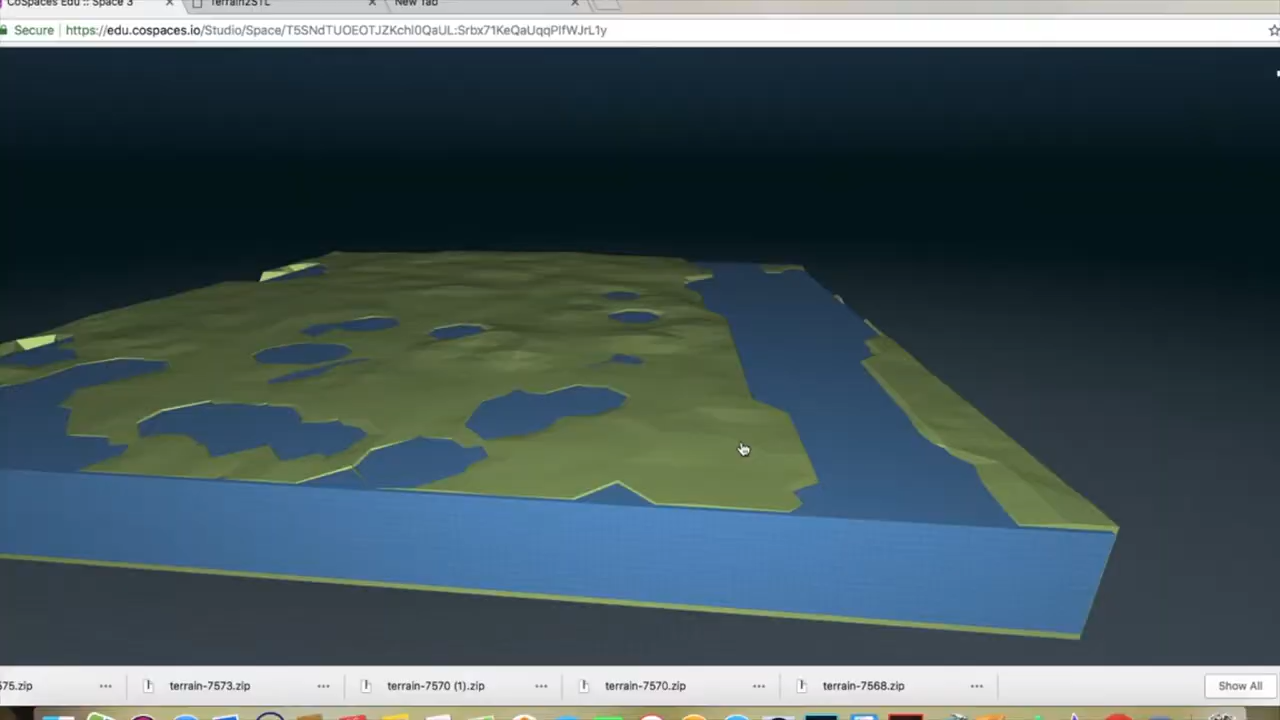 CoSpaces Edu :: Space 3
Terrain2STL
New Tab
Secure https://edu.cospaces.io/Studio/Space/T5SNdTUOEOTJZKchl0QaUL:Srbx71KeQaUqqPlfWJrL1y
575.zip terrain-7573.zip terrain-7570 (1).zip terrain-7570.zip terrain-7568.zip Show All